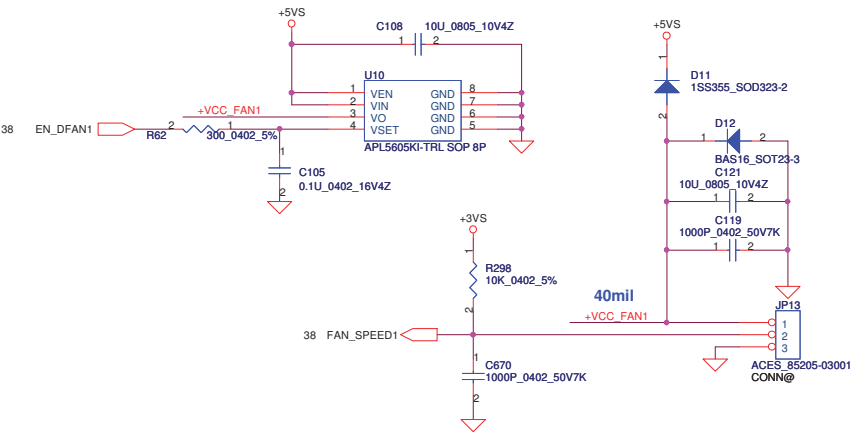 +5VS
C108 10U_0805_10V4Z
1 2
U10
1 VEN GND 8
2 VIN GND 7
3 VO GND 6
4 VSET GND 5
APL5605KI-TRL SOP 8P
+VCC_FAN1
38 EN_DFAN1
2 1
R62 300_0402_5%
1
C105
0.1U_0402_16V4Z
2
+5VS
1
D11
1SS355_SOD323-2
2
D12
1 2
BAS16_SOT23-3
C121
10U_0805_10V4Z
1 2
C119
1000P_0402_50V7K
1 2
+3VS
1
R298
10K_0402_5%
2
40mil
+VCC_FAN1
38 FAN_SPEED1
1
C670
1000P_0402_50V7K
2
JP13
1
2
3
ACES_85205-03001
CONN@